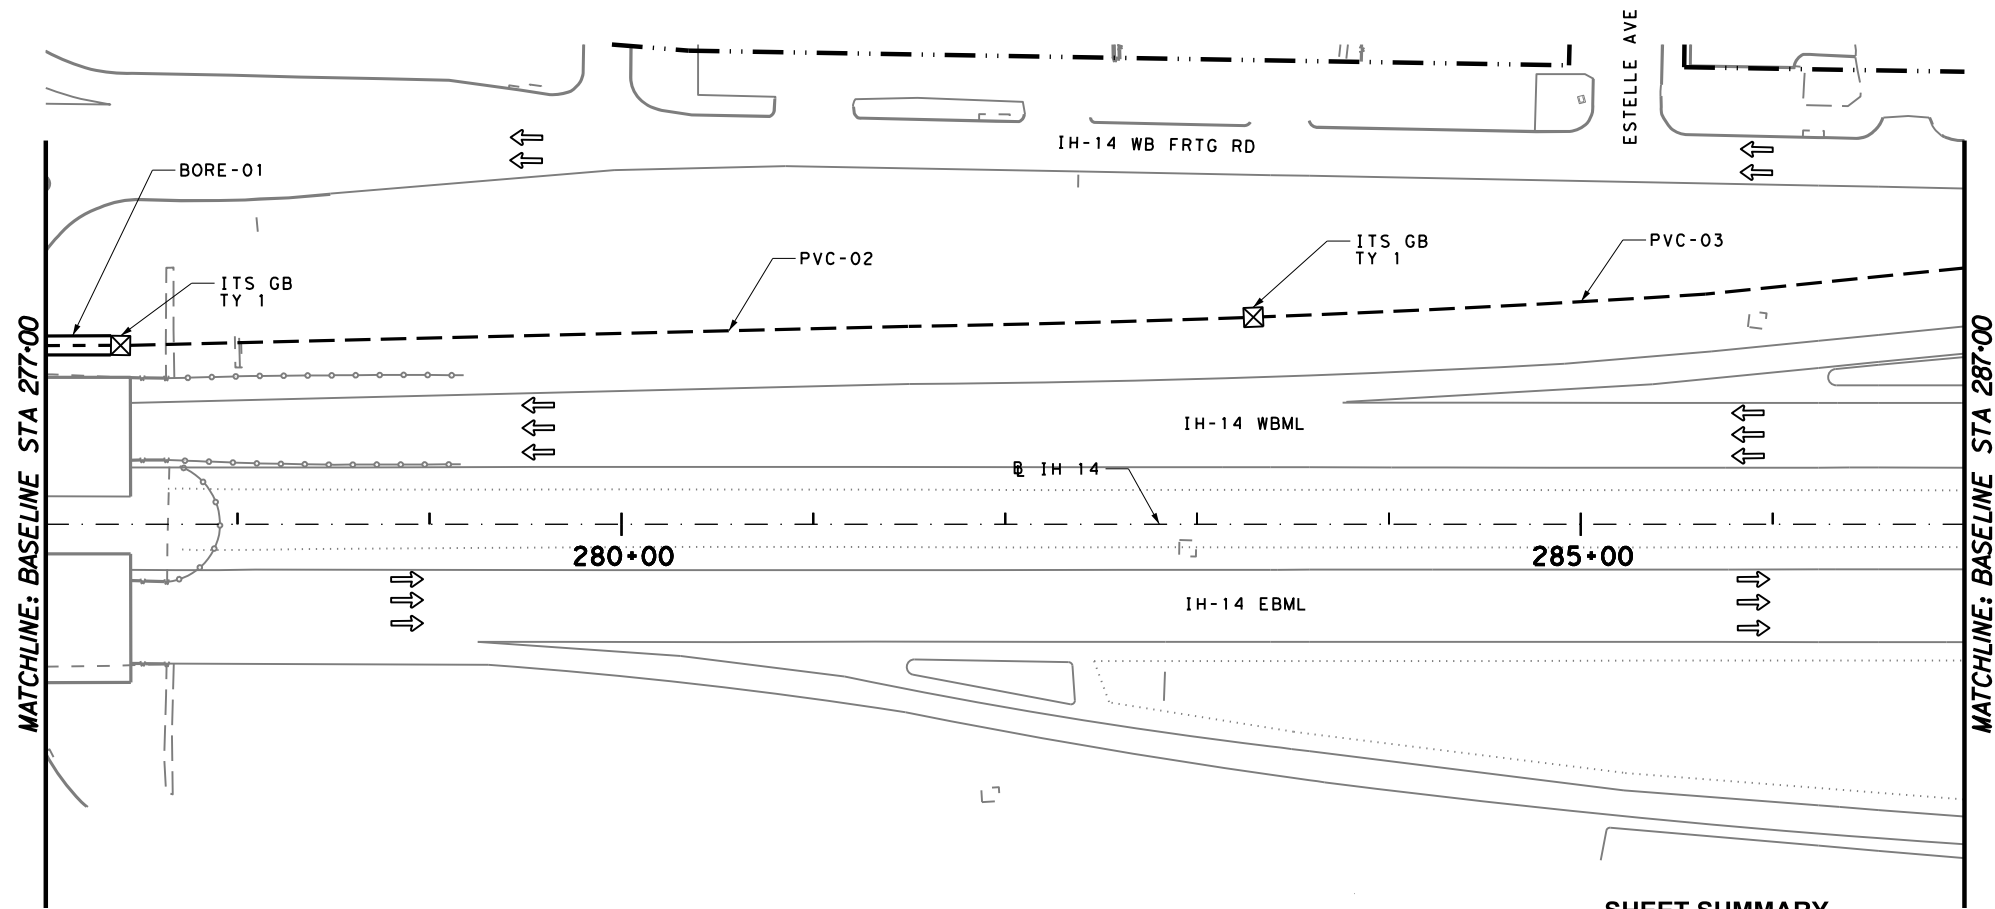 ESTELLE AVE
IH-14 WB FRTG RD
BORE-01
ITS GB
TY 1
PVC-02
ITS GB
TY 1
PVC-03
MATCHLINE: BASELINE STA 277+00
MATCHLINE: BASELINE STA 287+00
IH-14 WBML
℄ IH 14
280+00
285+00
IH-14 EBML
SHEET SUMMARY